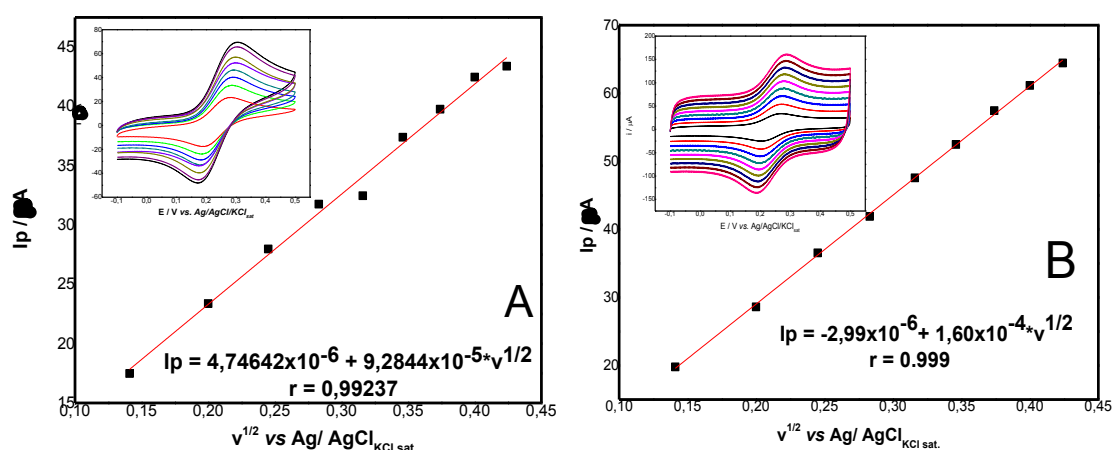 A
Ip = 4,74642x10-6 + 9,2844x10-5*v1/2
r = 0,99237
45
40
35
30
25
20
15
0,10 0,15 0,20 0,25 0,30 0,35 0,40 0,45
v1/2 vs Ag/ AgClKCl sat.
Ip / A
80
60
40
20
0
-20
-40
-60
-0,1 0,0 0,1 0,2 0,3 0,4 0,5
E / V vs. Ag/AgCl/KClsat
B
Ip = -2,99x10-6+ 1,60x10-4*v1/2
r = 0.999
70
60
50
40
30
20
10
0,10 0,15 0,20 0,25 0,30 0,35 0,40 0,45
v1/2 vs Ag/ AgClKCl sat.
Ip / A
200
150
100
50
0
-50
-100
-150
i / µA
-0,1 0,0 0,1 0,2 0,3 0,4 0,5
E / V vs. Ag/AgCl/KClsat